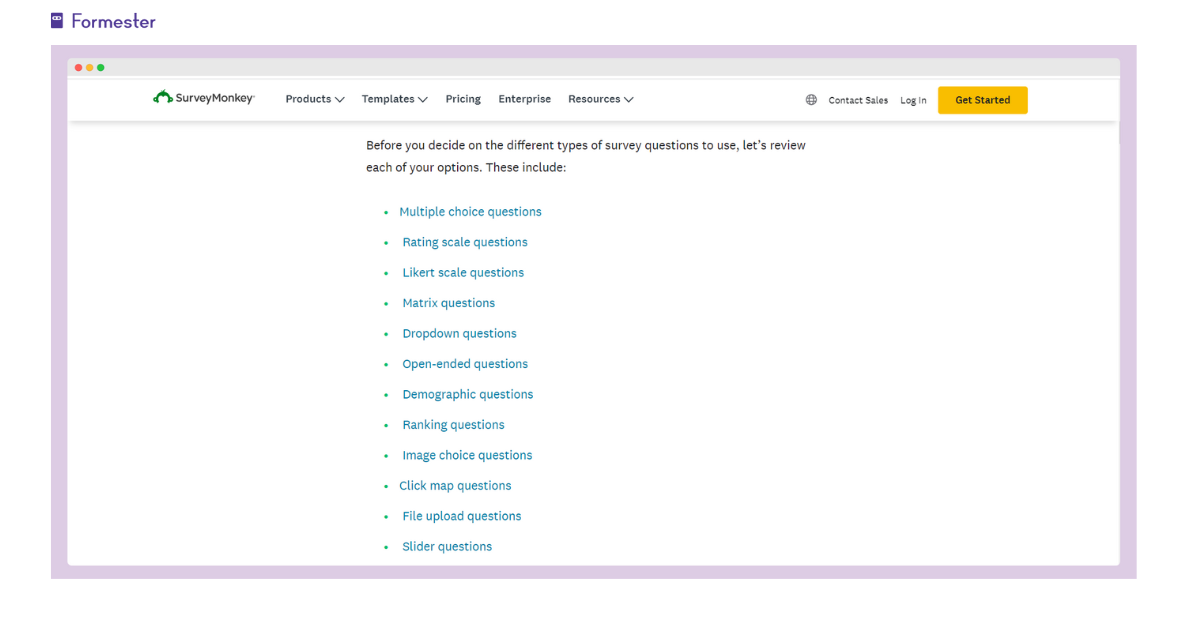 Formester
SurveyMonkey
Products
Templates
Pricing
Enterprise
Resources
Contact Sales
Log In
Get Started
Before you decide on the different types of survey questions to use, let’s review
each of your options. These include:
• Multiple choice questions
• Rating scale questions
• Likert scale questions
• Matrix questions
• Dropdown questions
• Open-ended questions
• Demographic questions
• Ranking questions
• Image choice questions
• Click map questions
• File upload questions
• Slider questions